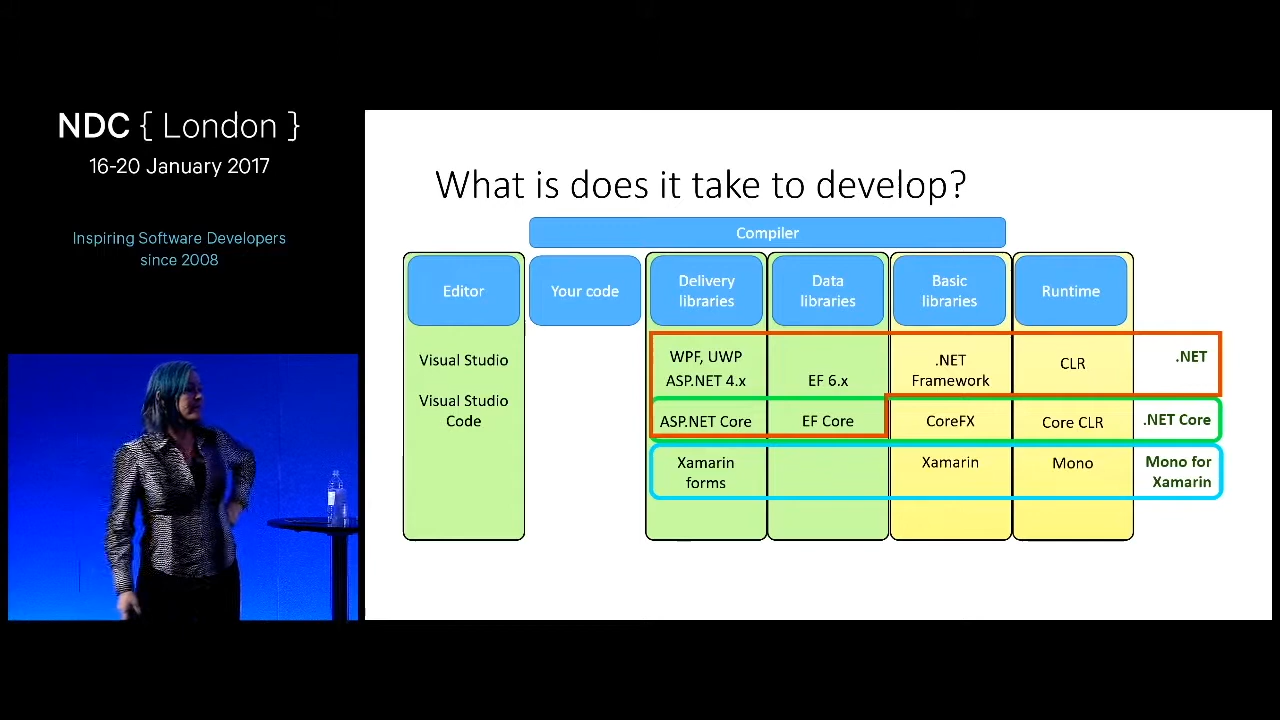 NDC { London }
16-20 January 2017
Inspiring Software Developers
since 2008
What is does it take to develop?
Compiler
Editor
Your code
Delivery
libraries
Data
libraries
Basic
libraries
Runtime
Visual Studio
Visual Studio
Code
WPF, UWP
ASP.NET 4.x
EF 6.x
.NET
Framework
CLR
.NET
ASP.NET Core
EF Core
CoreFX
Core CLR
.NET Core
Xamarin
forms
Xamarin
Mono
Mono for
Xamarin